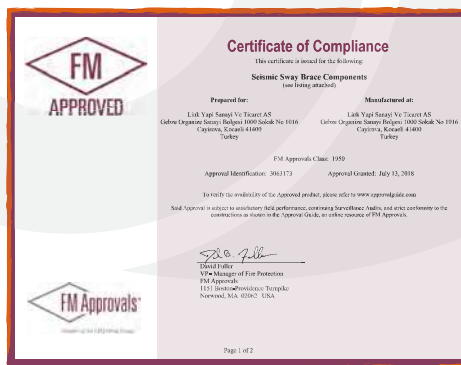 FM
APPROVED
Certificate of Compliance
This certificate is issued for the following:
Seismic Sway Brace Components
(see listing attached)
Prepared for:
Manufactured at:
Link Yapi Sanayi Ve Ticaret AS
Gebze Organize Sanayi Bolgesi 1000 Sokak No 1016
Cayirova, Kocaeli 41400
Turkey
Link Yapi Sanayi Ve Ticaret AS
Gebze Organize Sanayi Bolgesi 1000 Sokak No 1016
Cayirova, Kocaeli 41400
Turkey
FM Approvals Class: 1950
Approval Identification: 3063173
Approval Granted: July 13, 2018
To verify the availability of the Approved product, please refer to www.approvalguide.com
Said Approval is subject to satisfactory field performance, continuing Surveillance Audits, and strict conformity to the
constructions as shown in the Approval Guide, an online resource of FM Approvals.
David Fuller
VP- Manager of Fire Protection
FM Approvals
1151 Boston-Providence Turnpike
Norwood, MA 02062 USA
FM Approvals
Page 1 of 2